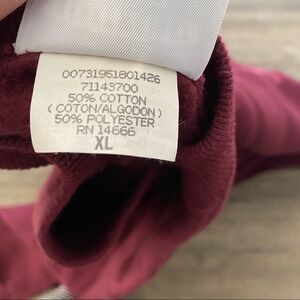 00731951801426
71143700
50% COTTON
(COTON/ALGODON)
50% POLYESTER
RN 14666
XL